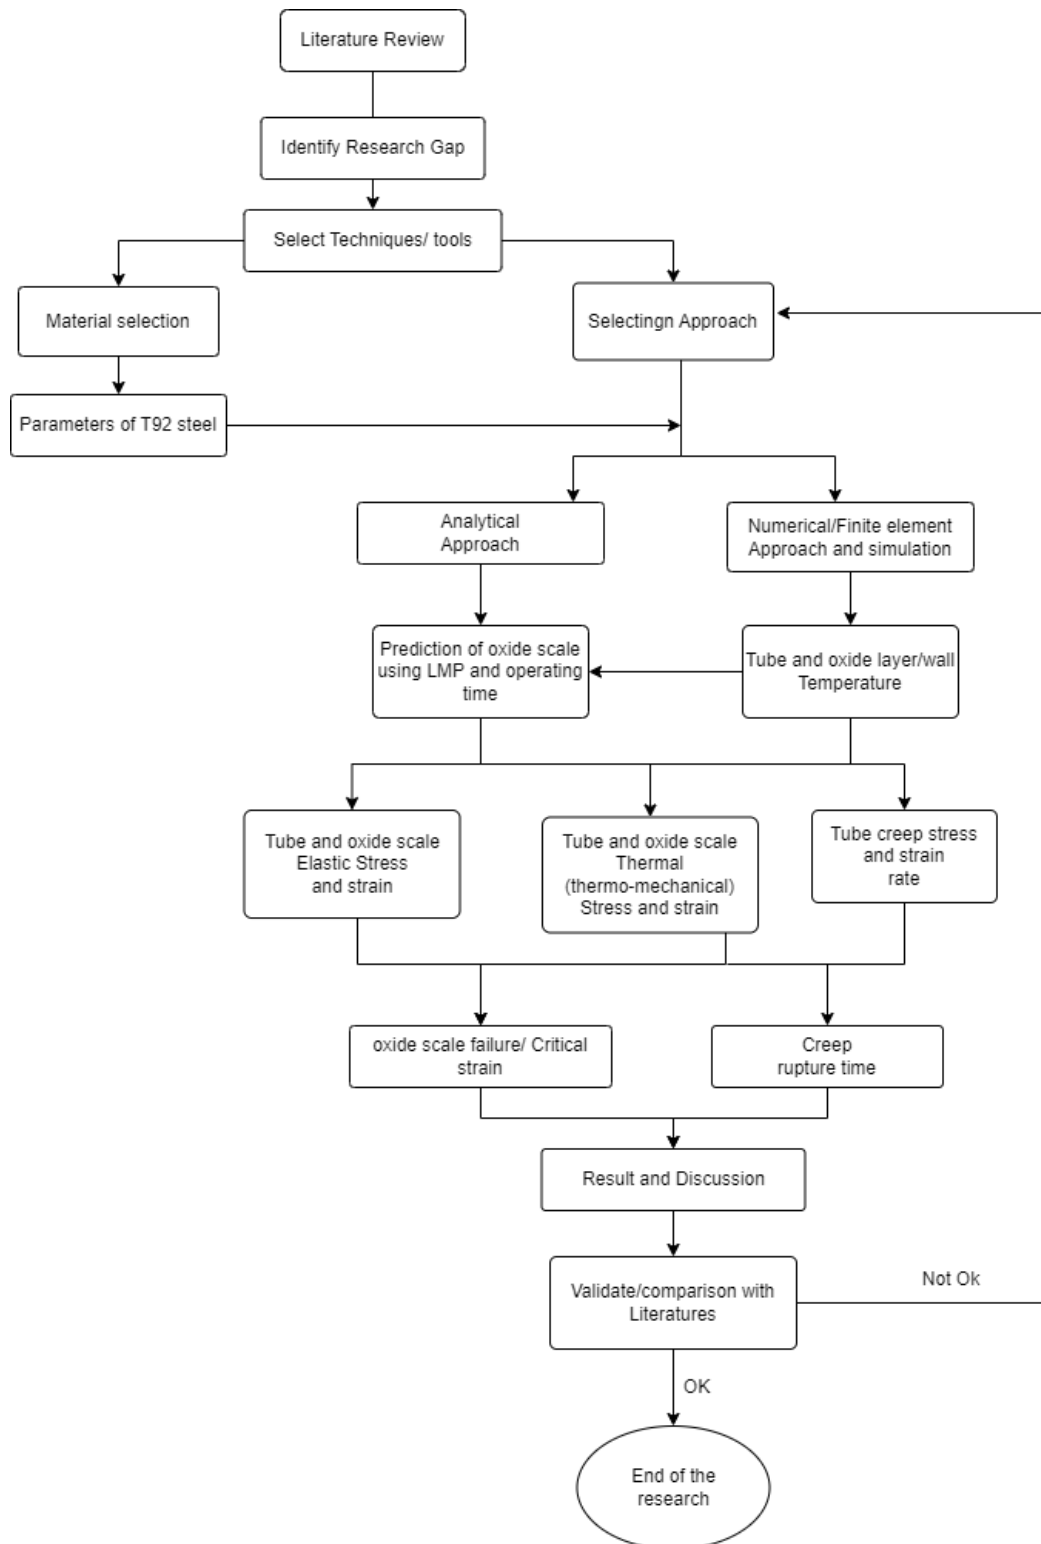 Literature Review
Identify Research Gap
Select Techniques/ tools
Material selection
Selectingn Approach
Parameters of T92 steel
Analytical
Approach
Numerical/Finite element
Approach and simulation
Prediction of oxide scale
using LMP and operating
time
Tube and oxide layer/wall
Temperature
Tube and oxide scale
Elastic Stress
and strain
Tube and oxide scale
Thermal
(thermo-mechanical)
Stress and strain
Tube creep stress
and strain
rate
oxide scale failure/ Critical
strain
Creep
rupture time
Result and Discussion
Validate/comparison with
Literatures
Not Ok
OK
End of the
research